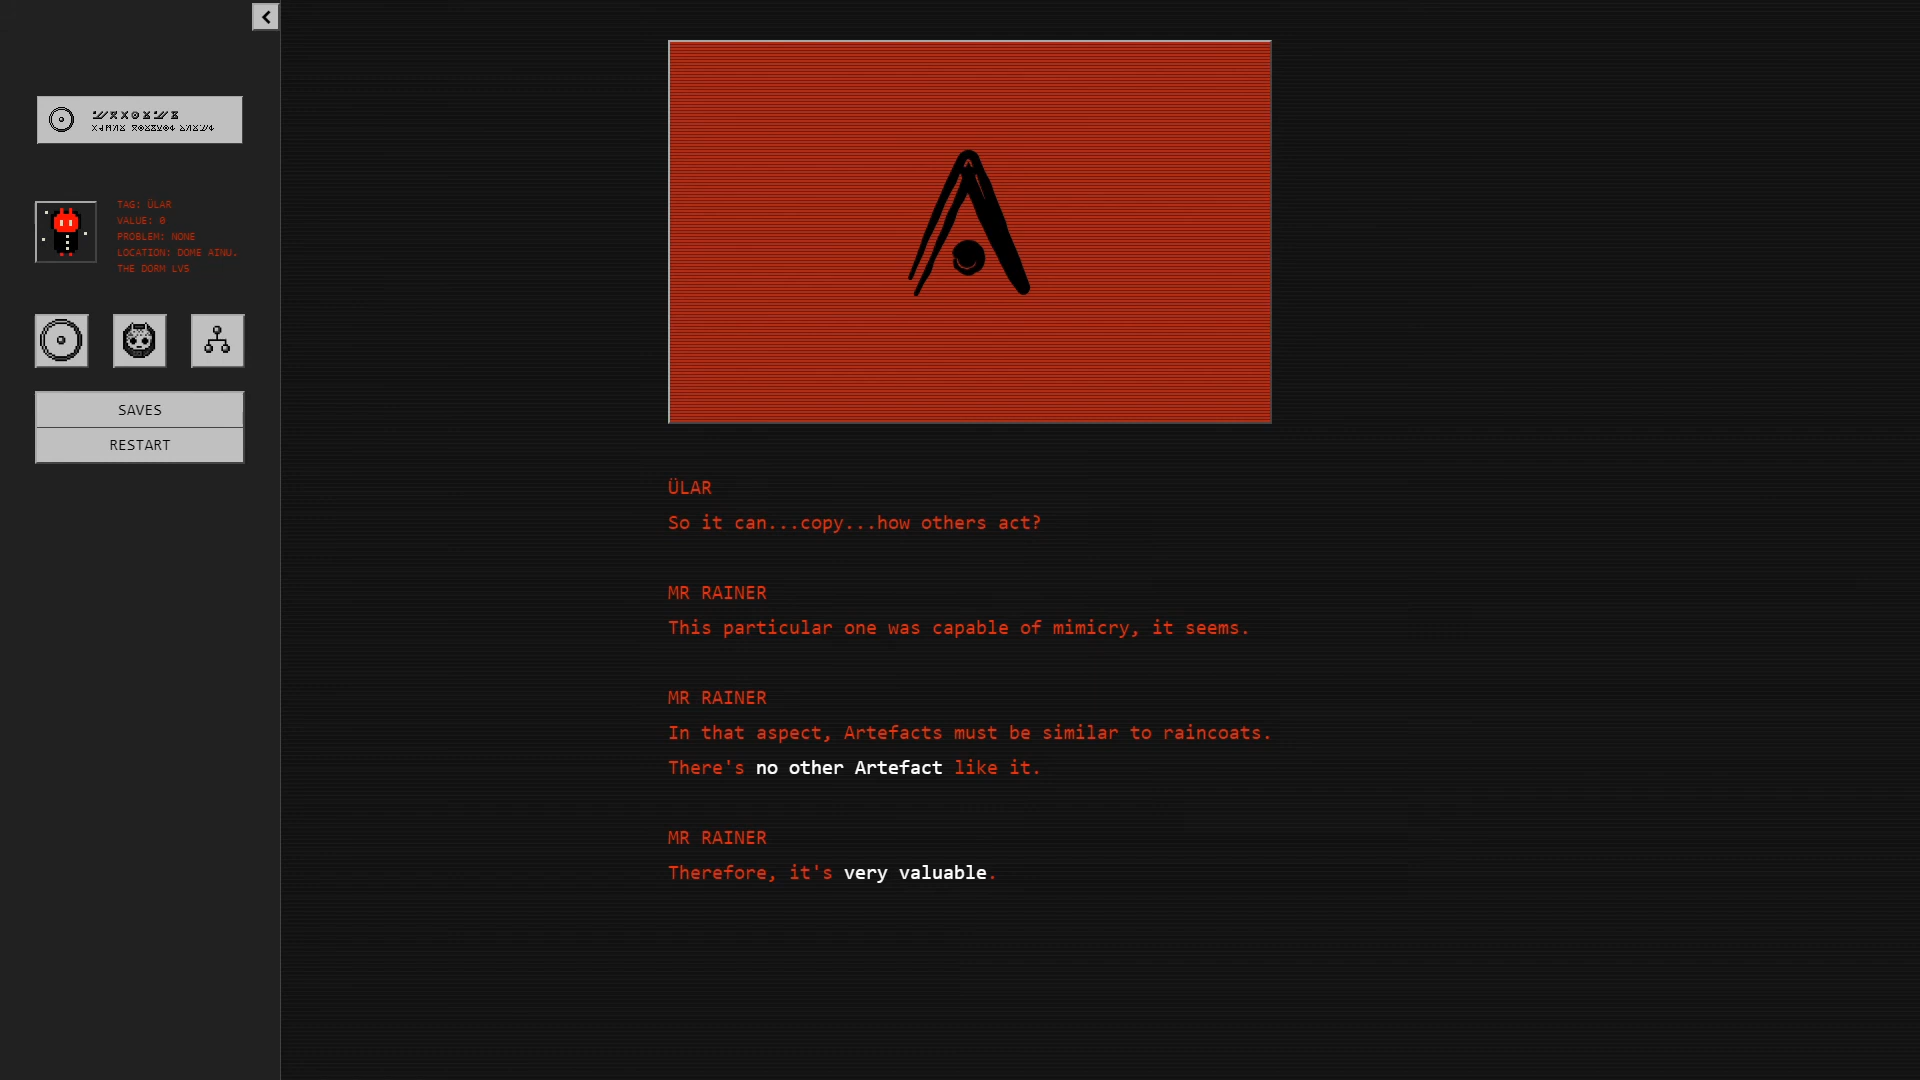 TAG: ÜLAR
VALUE: 0
PROBLEM: NONE
LOCATION: DOME AINU.
THE DORM LVS
SAVES
RESTART
ÜLAR
So it can...copy...how others act?
MR RAINER
This particular one was capable of mimicry, it seems.
MR RAINER
In that aspect, Artefacts must be similar to raincoats.
There's no other Artefact like it.
MR RAINER
Therefore, it's very valuable.